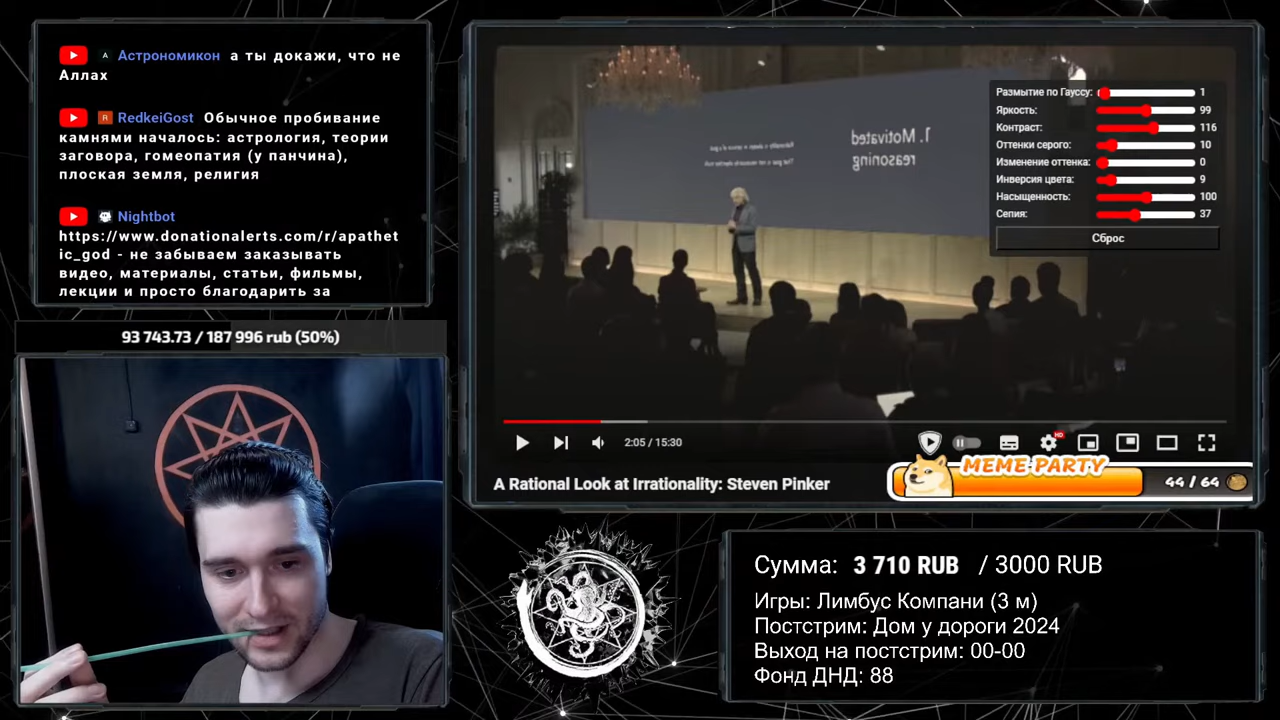 Астрономикон а ты докажи, что не
Аллах
RedkeiGost Обычное пробивание
камнями началось: астрология, теории
заговора, гомеопатия (у панчина),
плоская земля, религия
Nightbot
https://www.donationalerts.com/r/apathet
ic_god - не забываем заказывать
видео, материалы, статьи, фильмы,
лекции и просто благодарить за
93 743.73 / 187 996 rub (50%)
1. Motivated
reasoning
Размытие по Гауссу: 1
Яркость: 99
Контраст: 116
Оттенки серого: 10
Изменение оттенка: 0
Инверсия цвета: 9
Насыщенность: 100
Сепия: 37
Сброс
2:05 / 15:30
HD
A Rational Look at Irrationality: Steven Pinker
MEME PARTY
44 / 64
Сумма: 3 710 RUB / 3000 RUB
Игры: Лимбус Компани (3 м)
Постстрим: Дом у дороги 2024
Выход на постстрим: 00-00
Фонд ДНД: 88